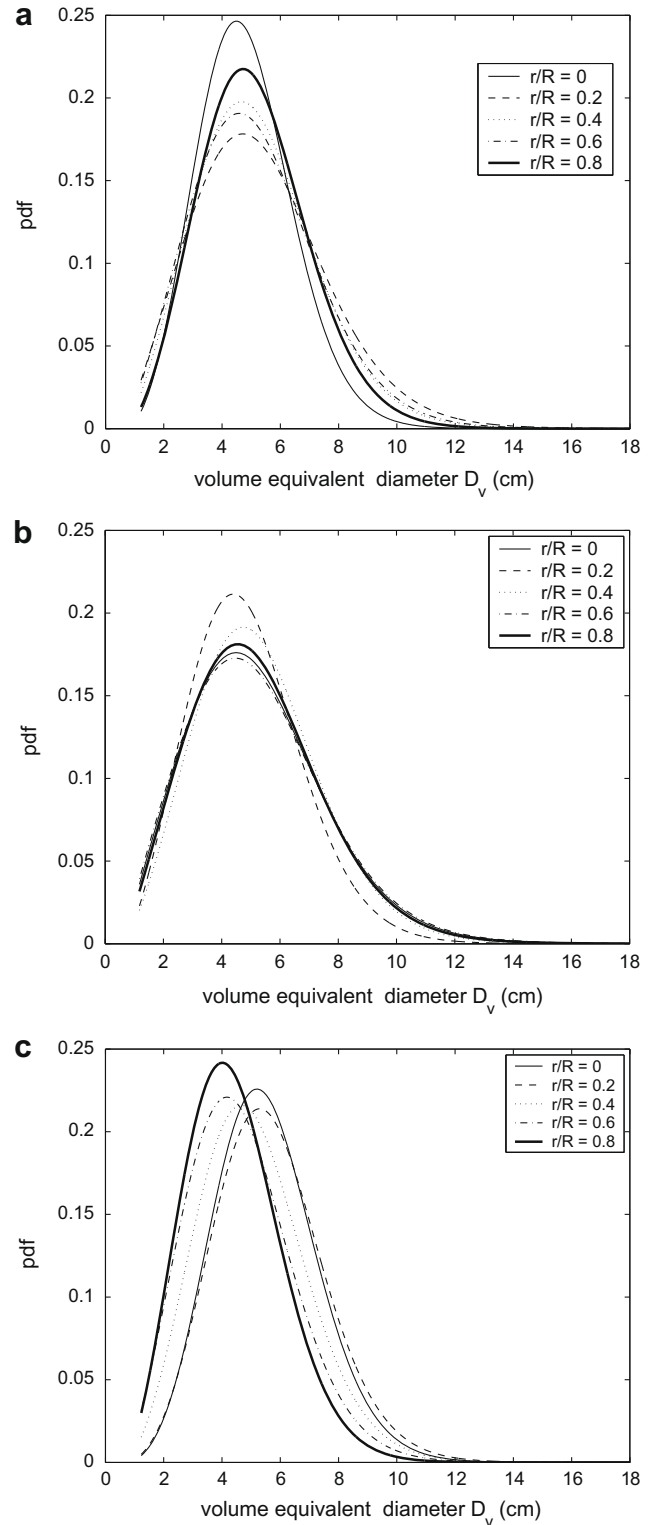 a
0.25
0.2
0.15
0.1
0.05
0
pdf
r/R = 0
r/R = 0.2
r/R = 0.4
r/R = 0.6
r/R = 0.8
0 2 4 6 8 10 12 14 16 18
volume equivalent diameter D_v (cm)
b
0.25
0.2
0.15
0.1
0.05
0
pdf
r/R = 0
r/R = 0.2
r/R = 0.4
r/R = 0.6
r/R = 0.8
0 2 4 6 8 10 12 14 16 18
volume equivalent diameter D_v (cm)
c
0.25
0.2
0.15
0.1
0.05
0
pdf
r/R = 0
r/R = 0.2
r/R = 0.4
r/R = 0.6
r/R = 0.8
0 2 4 6 8 10 12 14 16 18
volume equivalent diameter D_v (cm)